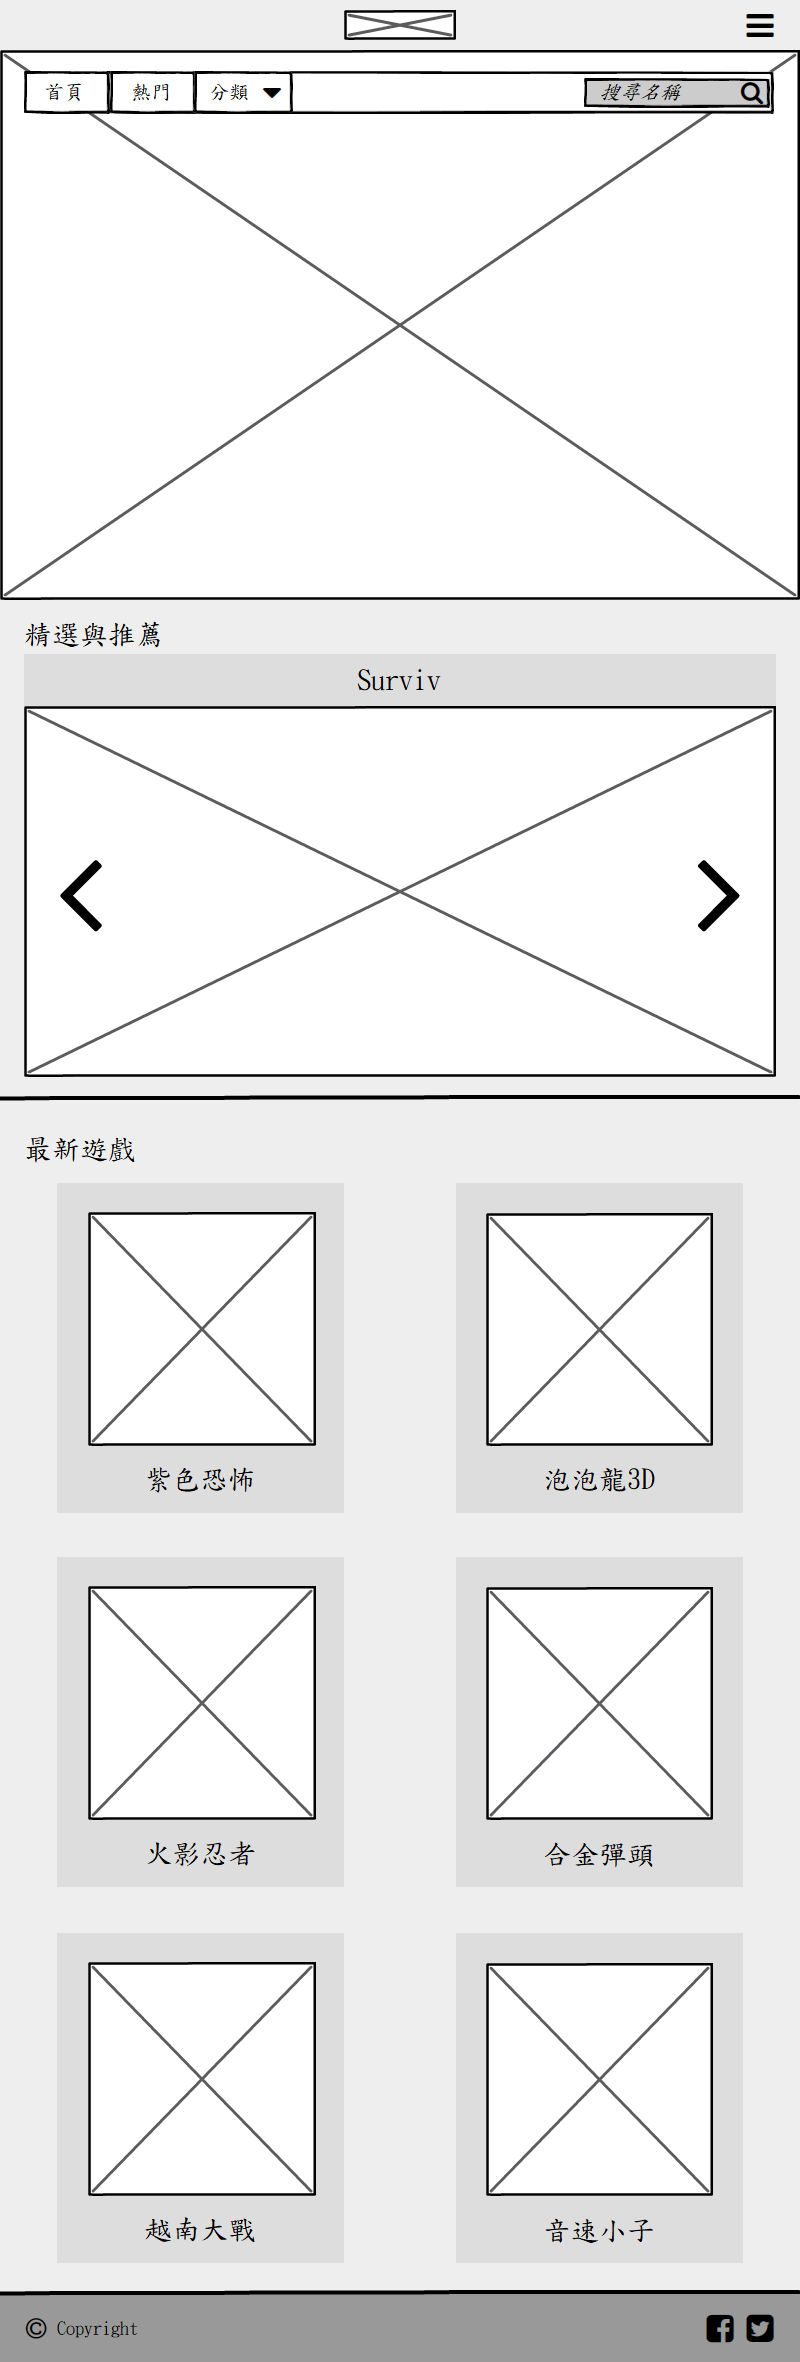 首頁 熱門 分類 搜尋名稱
精選與推薦
Surviv
最新遊戲
紫色恐怖 泡泡龍3D
火影忍者 合金彈頭
越南大戰 音速小子
© Copyright